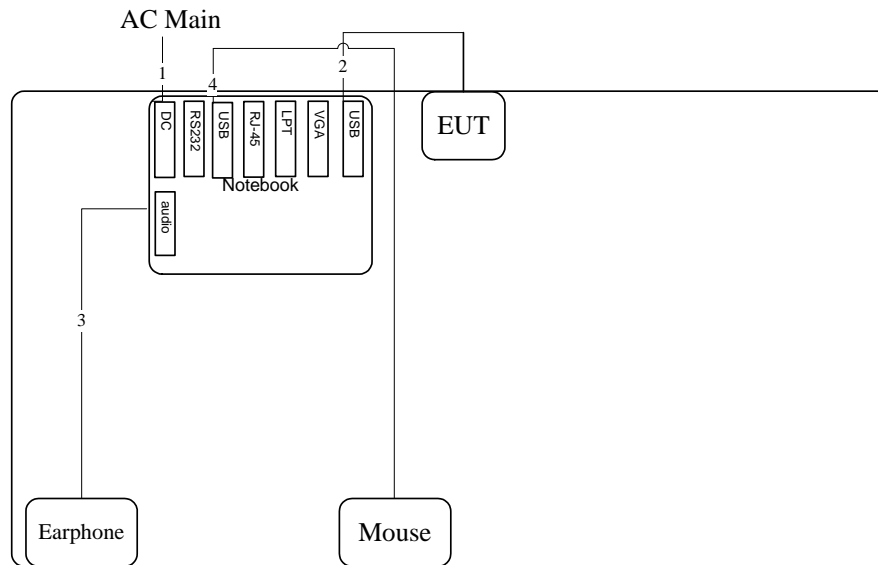 AC Main
1
4
2
DC
RS232
USB
RJ-45
LPT
VGA
USB
EUT
Notebook
audio
3
Earphone
Mouse